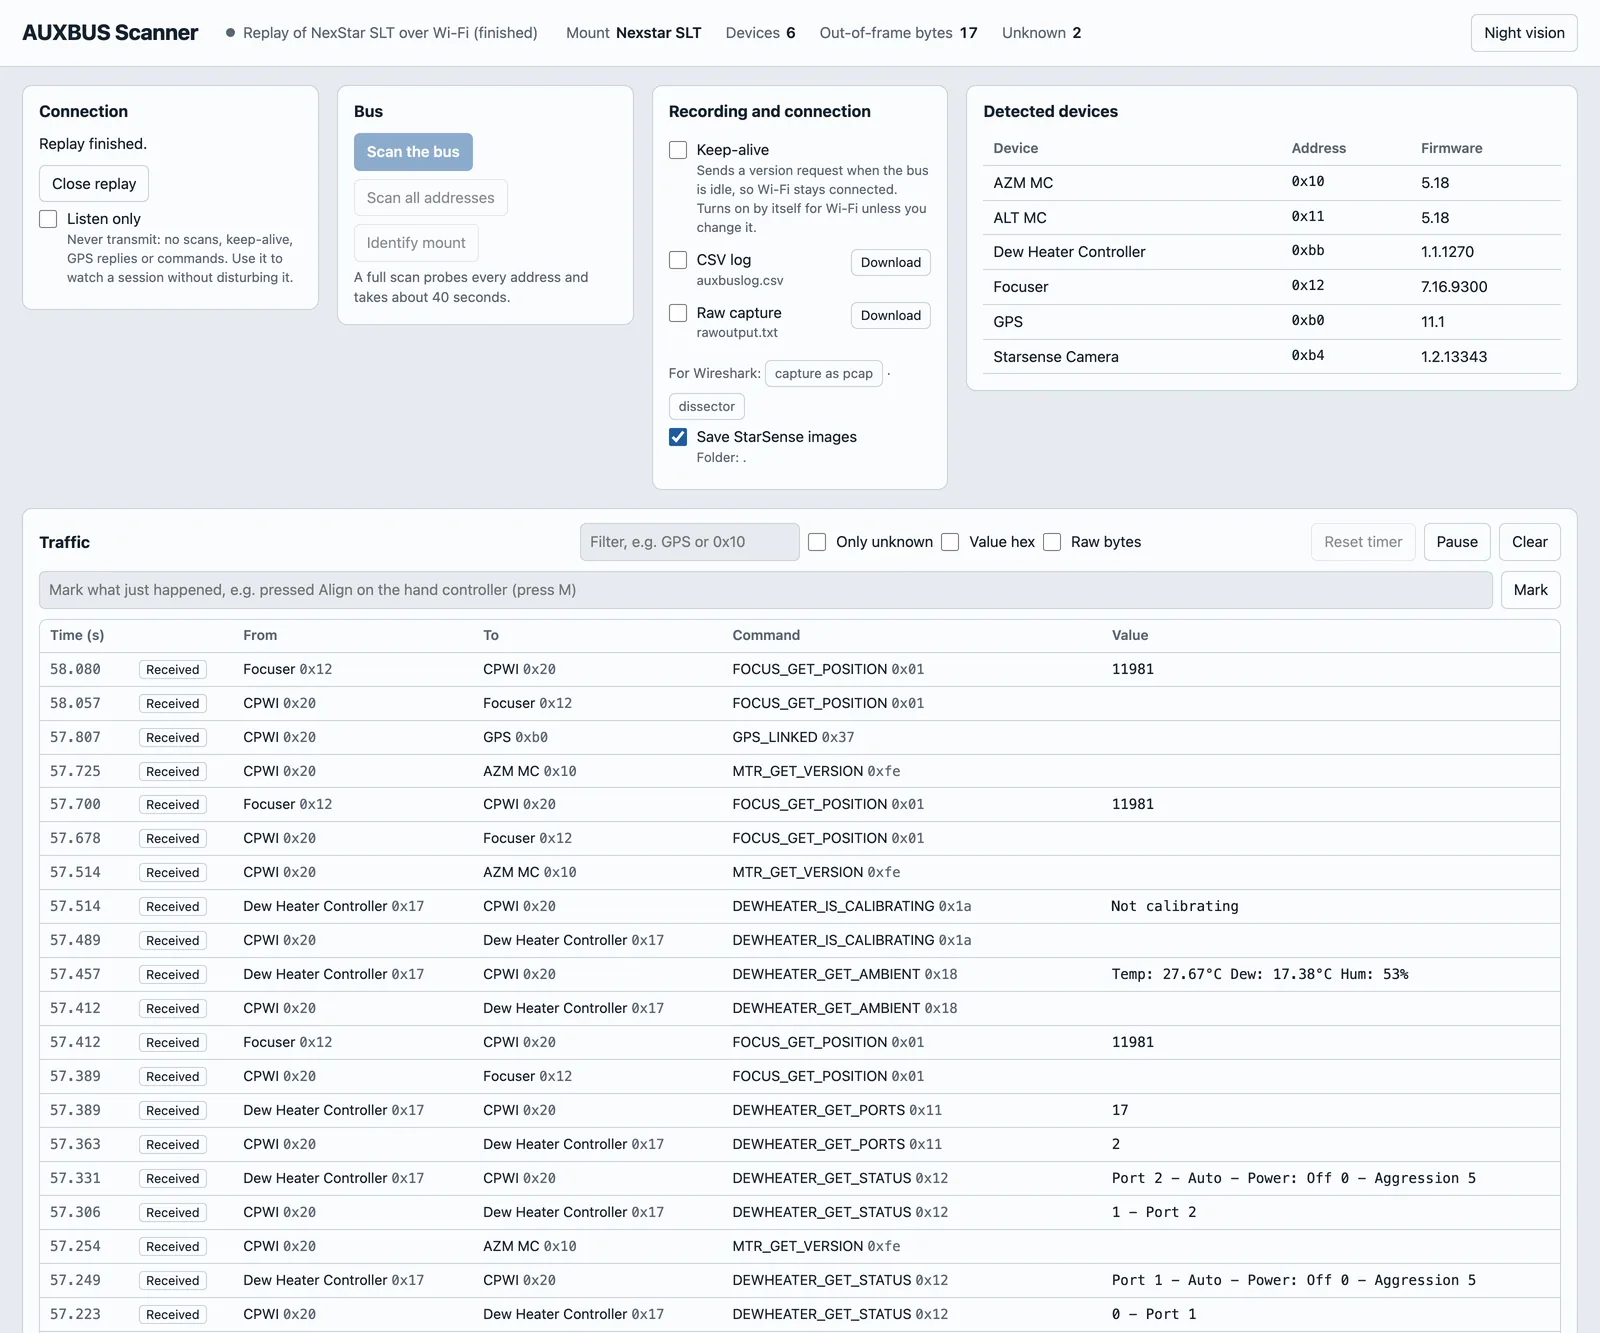 AUXBUS Scanner
Replay of NexStar SLT over Wi-Fi (finished)
Mount Nexstar SLT
Devices 6
Out-of-frame bytes 17
Unknown 2
Night vision
Connection
Replay finished.
Close replay
Listen only
Never transmit: no scans, keep-alive,
GPS replies or commands. Use it to
watch a session without disturbing it.
Bus
Scan the bus
Scan all addresses
Identify mount
A full scan probes every address and
takes about 40 seconds.
Recording and connection
Keep-alive
Sends a version request when the bus
is idle, so Wi-Fi stays connected.
Turns on by itself for Wi-Fi unless you
change it.
CSV log
auxbuslog.csv
Download
Raw capture
rawoutput.txt
Download
For Wireshark: capture as pcap ·
dissector
Save StarSense images
Folder: .
Detected devices
Device Address Firmware
AZM MC 0x10 5.18
ALT MC 0x11 5.18
Dew Heater Controller 0xbb 1.1.1270
Focuser 0x12 7.16.9300
GPS 0xb0 11.1
Starsense Camera 0xb4 1.2.13343
Traffic
Filter, e.g. GPS or 0x10
Only unknown
Value hex
Raw bytes
Reset timer
Pause
Clear
Mark what just happened, e.g. pressed Align on the hand controller (press M)
Mark
Time (s) From To Command Value
58.080 Received Focuser 0x12 CPWI 0x20 FOCUS_GET_POSITION 0x01 11981
58.057 Received CPWI 0x20 Focuser 0x12 FOCUS_GET_POSITION 0x01
57.807 Received CPWI 0x20 GPS 0xb0 GPS_LINKED 0x37
57.725 Received CPWI 0x20 AZM MC 0x10 MTR_GET_VERSION 0xfe
57.700 Received Focuser 0x12 CPWI 0x20 FOCUS_GET_POSITION 0x01 11981
57.678 Received CPWI 0x20 Focuser 0x12 FOCUS_GET_POSITION 0x01
57.514 Received CPWI 0x20 AZM MC 0x10 MTR_GET_VERSION 0xfe
57.514 Received Dew Heater Controller 0x17 CPWI 0x20 DEWHEATER_IS_CALIBRATING 0x1a Not calibrating
57.489 Received CPWI 0x20 Dew Heater Controller 0x17 DEWHEATER_IS_CALIBRATING 0x1a
57.457 Received Dew Heater Controller 0x17 CPWI 0x20 DEWHEATER_GET_AMBIENT 0x18 Temp: 27.67°C Dew: 17.38°C Hum: 53%
57.412 Received CPWI 0x20 Dew Heater Controller 0x17 DEWHEATER_GET_AMBIENT 0x18
57.412 Received Focuser 0x12 CPWI 0x20 FOCUS_GET_POSITION 0x01 11981
57.389 Received CPWI 0x20 Focuser 0x12 FOCUS_GET_POSITION 0x01
57.389 Received Dew Heater Controller 0x17 CPWI 0x20 DEWHEATER_GET_PORTS 0x11 17
57.363 Received CPWI 0x20 Dew Heater Controller 0x17 DEWHEATER_GET_PORTS 0x11 2
57.331 Received Dew Heater Controller 0x17 CPWI 0x20 DEWHEATER_GET_STATUS 0x12 Port 2 – Auto – Power: Off 0 – Aggression 5
57.306 Received CPWI 0x20 Dew Heater Controller 0x17 DEWHEATER_GET_STATUS 0x12 1 – Port 2
57.254 Received CPWI 0x20 AZM MC 0x10 MTR_GET_VERSION 0xfe
57.249 Received Dew Heater Controller 0x17 CPWI 0x20 DEWHEATER_GET_STATUS 0x12 Port 1 – Auto – Power: Off 0 – Aggression 5
57.223 Received CPWI 0x20 Dew Heater Controller 0x17 DEWHEATER_GET_STATUS 0x12 0 – Port 1